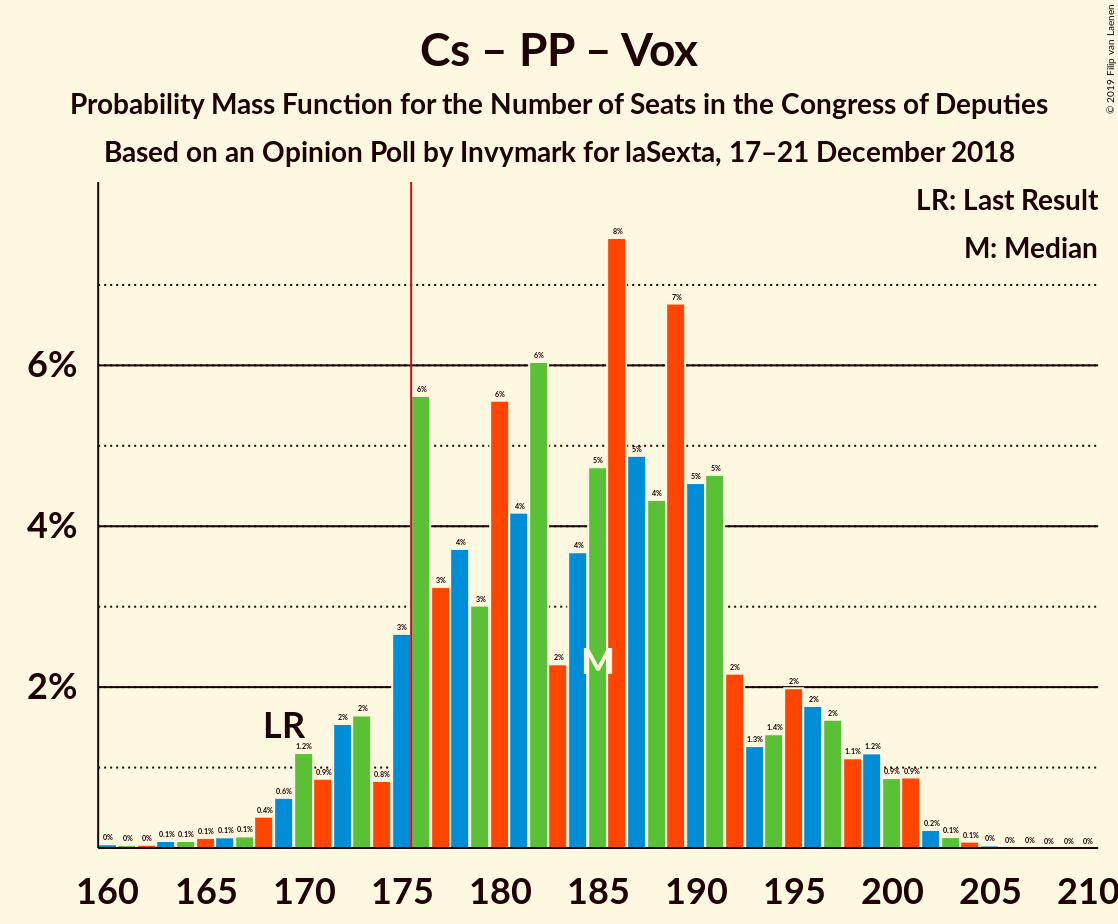 Cs – PP – Vox
Probability Mass Function for the Number of Seats in the Congress of Deputies
Based on an Opinion Poll by Invymark for laSexta, 17–21 December 2018
© 2019 Filip van Laenen
LR: Last Result
M: Median
6%
4%
2%
0% 0% 0% 0.1% 0.1% 0.1% 0.1% 0.1% 0.4% 0.6% 1.2% 0.9% 2% 2% 0.8% 3% 6% 3% 4% 3% 6% 4% 6% 2% 4% 5% 8% 5% 4% 7% 5% 5% 2% 1.3% 1.4% 2% 2% 2% 1.1% 1.2% 0.9% 0.9% 0.2% 0.1% 0.1% 0% 0% 0% 0% 0% 0%
LR
M
160 165 170 175 180 185 190 195 200 205 210